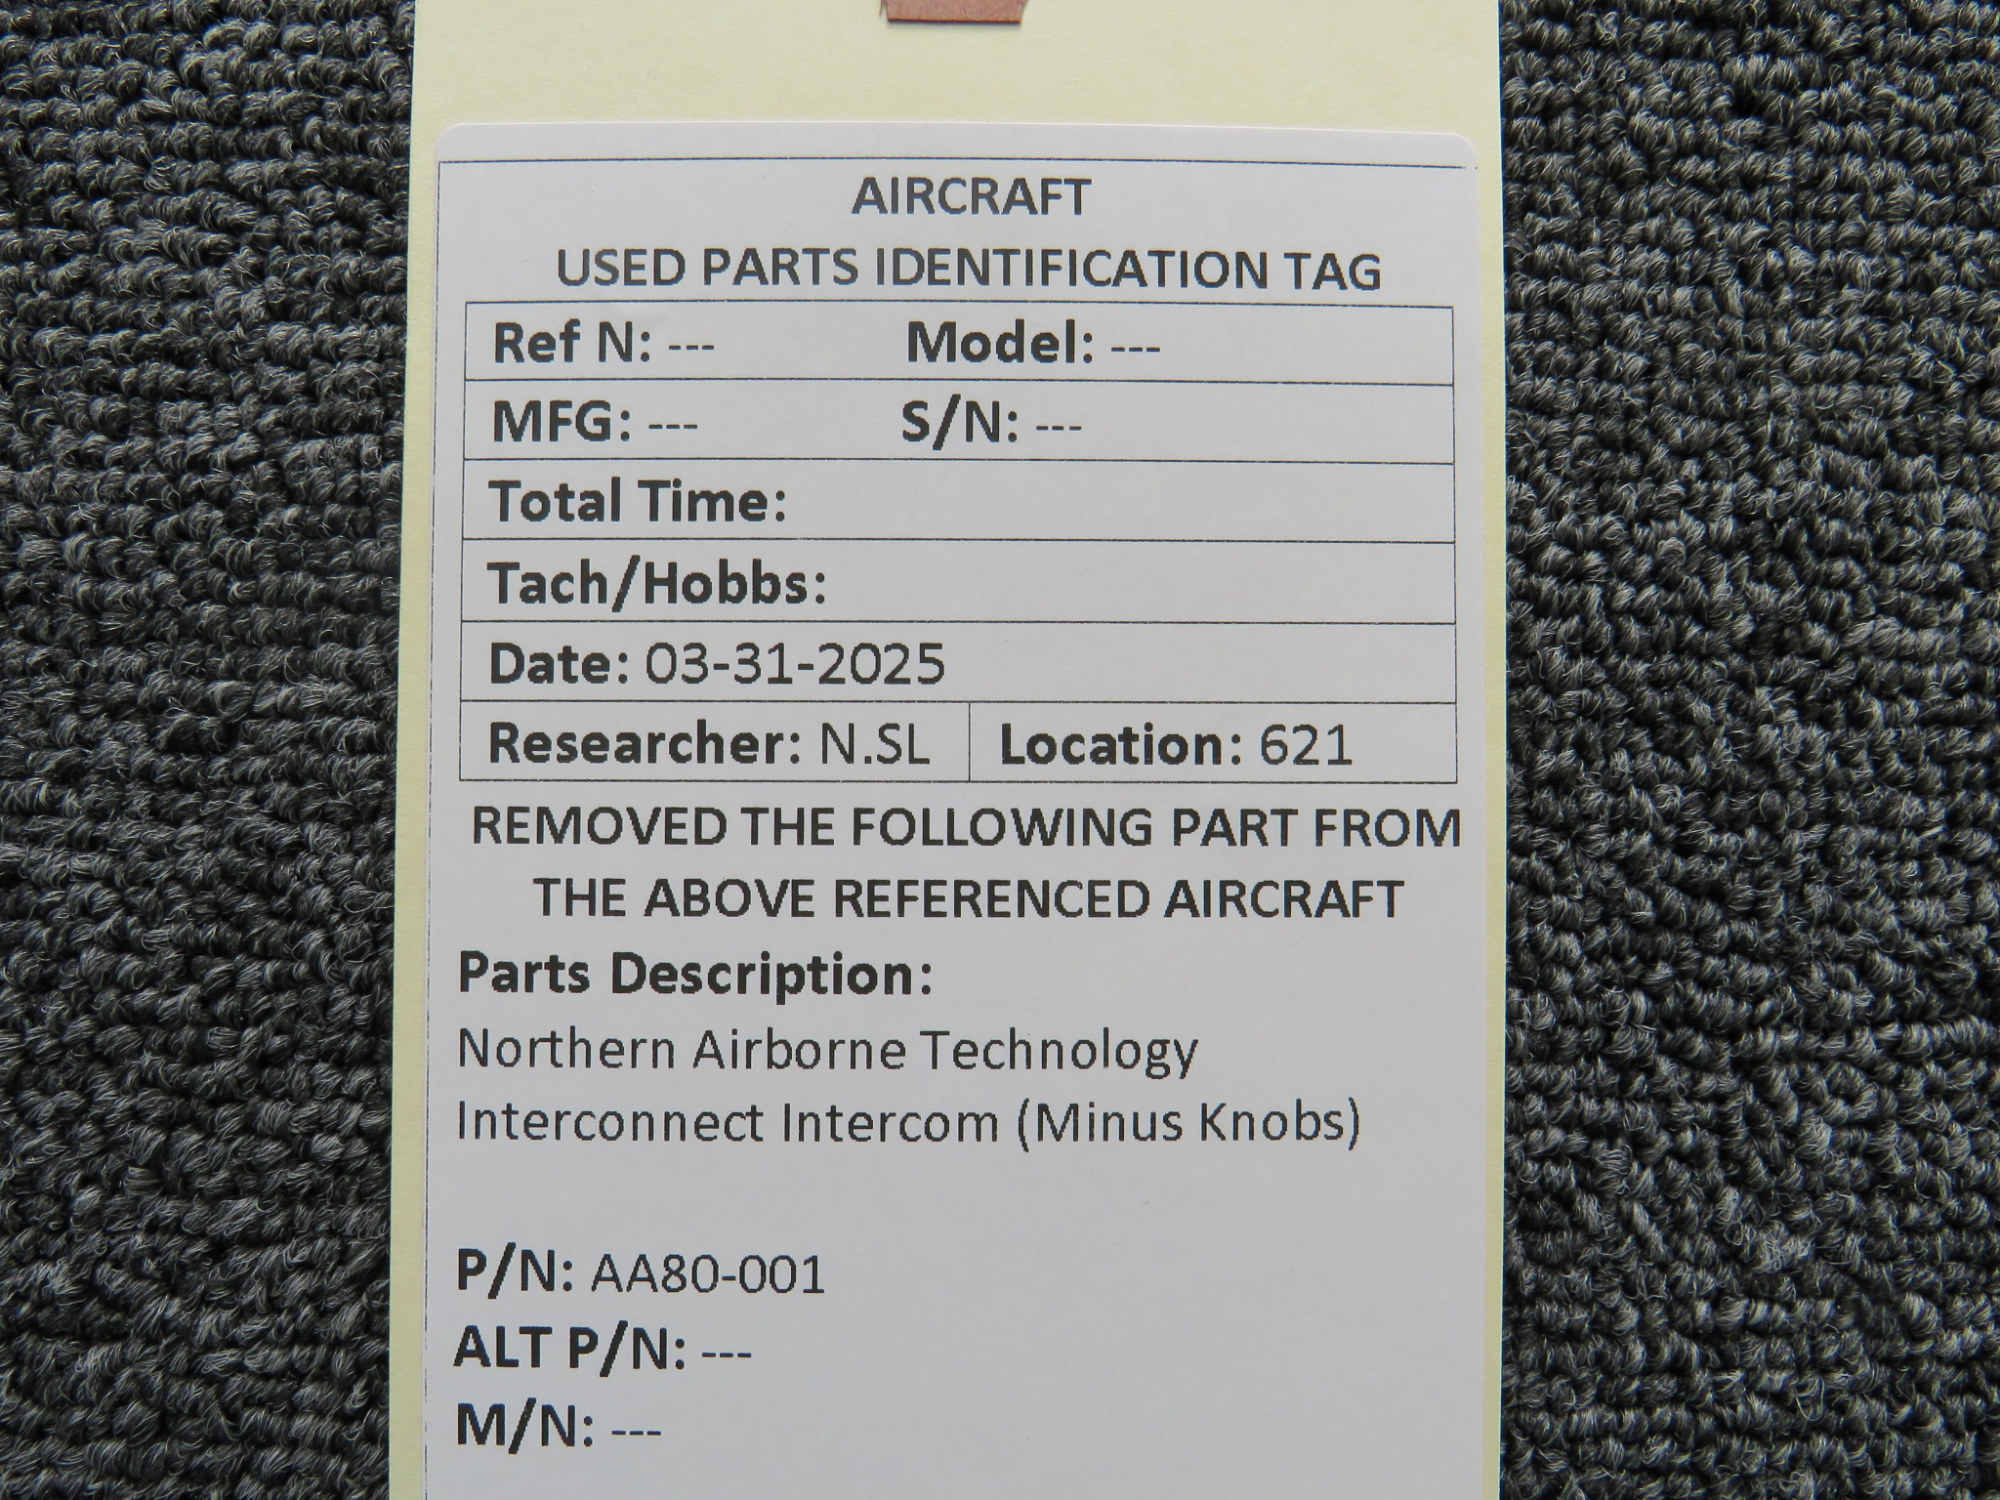 AIRCRAFT
USED PARTS IDENTIFICATION TAG
Ref N: --- Model: ---
MFG: --- S/N: ---
Total Time:
Tach/Hobbs:
Date: 03-31-2025
Researcher: N.SL Location: 621
REMOVED THE FOLLOWING PART FROM
THE ABOVE REFERENCED AIRCRAFT
Parts Description:
Northern Airborne Technology
Interconnect Intercom (Minus Knobs)
P/N: AA80-001
ALT P/N: ---
M/N: ---